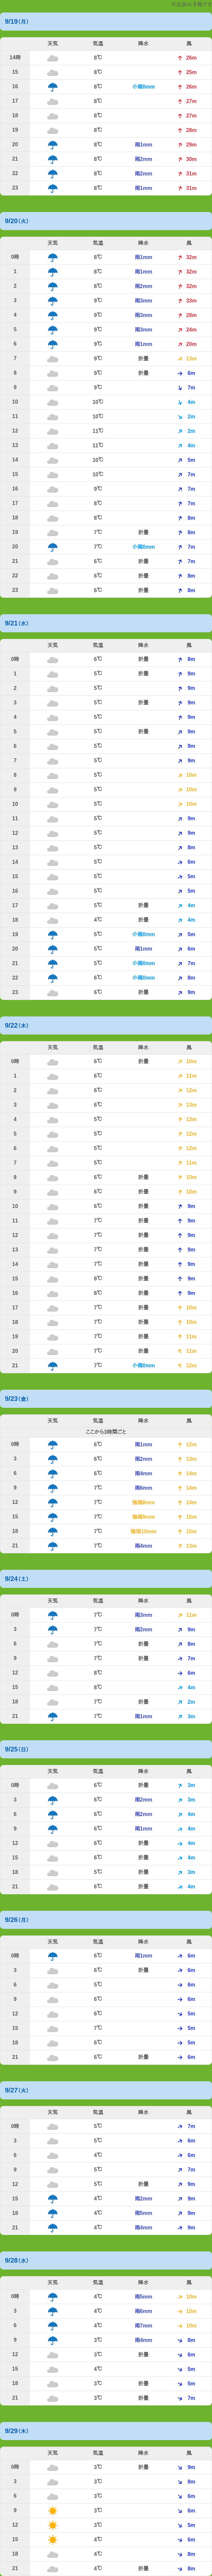 9/19(月)
天気 気温 降水 風
14時 8℃ 26m
15 8℃ 25m
16 8℃ 小雨0mm 26m
17 8℃ 27m
18 8℃ 27m
19 8℃ 28m
20 8℃ 雨1mm 29m
21 8℃ 雨2mm 30m
22 8℃ 雨2mm 31m
23 8℃ 雨1mm 31m
9/20(火)
天気 気温 降水 風
0時 8℃ 雨1mm 32m
1 8℃ 雨1mm 32m
2 8℃ 雨2mm 32m
3 9℃ 雨3mm 33m
4 9℃ 雨3mm 28m
5 9℃ 雨3mm 24m
6 9℃ 雨1mm 20m
7 9℃ 折畳 13m
8 9℃ 折畳 6m
9 9℃ 7m
10 10℃ 4m
11 10℃ 2m
12 11℃ 2m
13 11℃ 4m
14 10℃ 5m
15 10℃ 7m
16 9℃ 7m
17 8℃ 7m
18 8℃ 8m
19 7℃ 折畳 8m
20 7℃ 小雨0mm 7m
21 6℃ 折畳 7m
22 6℃ 折畳 8m
23 6℃ 折畳 8m
9/21(水)
天気 気温 降水 風
0時 6℃ 折畳 8m
1 5℃ 折畳 9m
2 5℃ 9m
3 5℃ 折畳 9m
4 5℃ 9m
5 5℃ 折畳 9m
6 5℃ 9m
7 5℃ 9m
8 5℃ 10m
9 5℃ 10m
10 5℃ 10m
11 5℃ 9m
12 5℃ 9m
13 5℃ 8m
14 5℃ 6m
15 5℃ 5m
16 5℃ 5m
17 5℃ 折畳 4m
18 4℃ 折畳 4m
19 5℃ 小雨0mm 5m
20 5℃ 雨1mm 6m
21 5℃ 小雨0mm 7m
22 6℃ 小雨0mm 8m
23 6℃ 折畳 9m
9/22(木)
天気 気温 降水 風
0時 6℃ 折畳 10m
1 6℃ 11m
2 6℃ 12m
3 6℃ 13m
4 5℃ 13m
5 5℃ 12m
6 5℃ 12m
7 5℃ 11m
8 6℃ 折畳 10m
9 6℃ 折畳 10m
10 6℃ 折畳 9m
11 7℃ 折畳 9m
12 7℃ 折畳 9m
13 7℃ 折畳 9m
14 7℃ 折畳 9m
15 8℃ 折畳 9m
16 8℃ 折畳 9m
17 7℃ 折畳 10m
18 7℃ 折畳 10m
19 7℃ 折畳 11m
20 7℃ 折畳 11m
21 7℃ 小雨0mm 12m
9/23(金)
天気 気温 降水 風
ここから3時間ごと
0時 6℃ 雨1mm 12m
3 6℃ 雨2mm 13m
6 6℃ 雨4mm 14m
9 7℃ 雨6mm 14m
12 7℃ 強雨8mm 14m
15 7℃ 強雨9mm 15m
18 7℃ 強雨10mm 15m
21 7℃ 雨4mm 13m
9/24(土)
天気 気温 降水 風
0時 7℃ 雨3mm 11m
3 7℃ 雨2mm 9m
6 7℃ 折畳 8m
9 7℃ 折畳 7m
12 8℃ 6m
15 8℃ 4m
18 7℃ 折畳 2m
21 7℃ 雨1mm 3m
9/25(日)
天気 気温 降水 風
0時 6℃ 折畳 3m
3 6℃ 雨2mm 3m
6 6℃ 雨2mm 4m
9 6℃ 雨1mm 4m
12 6℃ 折畳 4m
15 6℃ 折畳 4m
18 5℃ 折畳 3m
21 6℃ 折畳 4m
9/26(月)
天気 気温 降水 風
0時 6℃ 雨1mm 6m
3 6℃ 折畳 6m
6 5℃ 6m
9 6℃ 6m
12 6℃ 5m
15 7℃ 5m
18 6℃ 5m
21 6℃ 折畳 6m
9/27(火)
天気 気温 降水 風
0時 5℃ 7m
3 5℃ 6m
6 4℃ 6m
9 5℃ 7m
12 5℃ 折畳 9m
15 4℃ 雨2mm 9m
18 4℃ 雨5mm 9m
21 4℃ 雨4mm 9m
9/28(水)
天気 気温 降水 風
0時 4℃ 雨5mm 10m
3 4℃ 雨6mm 10m
6 4℃ 雨7mm 10m
9 3℃ 雨4mm 8m
12 3℃ 折畳 6m
15 4℃ 5m
18 3℃ 折畳 5m
21 3℃ 折畳 7m
9/29(木)
天気 気温 降水 風
0時 3℃ 折畳 9m
3 3℃ 8m
6 3℃ 6m
9 3℃ 6m
12 3℃ 5m
15 4℃ 6m
18 4℃ 8m
21 4℃ 折畳 8m